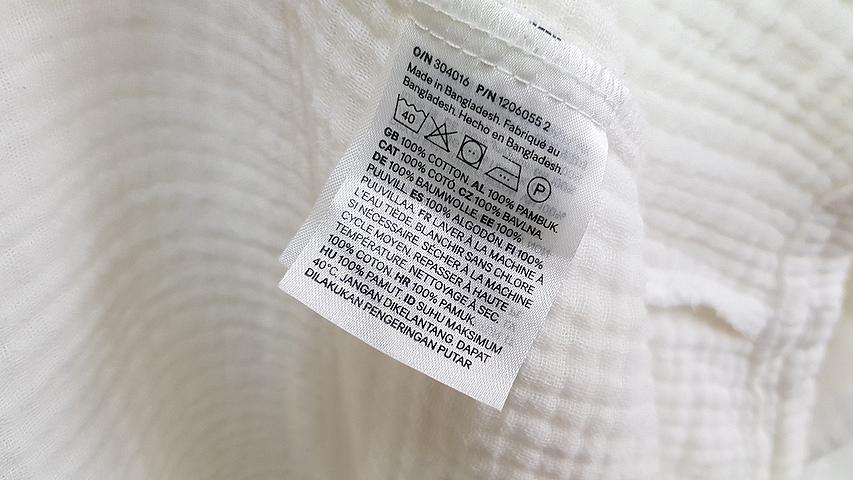 O/N 304016 P/N 1206055 2
Made in Bangladesh. Fabriqué au
Bangladesh. Hecho en Bangladesh.
40 P
GB 100% COTTON. AL 100% PAMBUK.
CAT 100% COTÓ. CZ 100% BAVLNA.
DE 100% BAUMWOLLE. EE 100%
PUUVILL. ES 100% ALGODÓN. FI 100%
PUUVILLAA. FR LAVER À LA MACHINE À
L'EAU TIÈDE, BLANCHIR SANS CHLORE
SI NÉCESSAIRE, SÉCHER À LA MACHINE
CYCLE MOYEN, REPASSER À HAUTE
TEMPÉRATURE, NETTOYAGE À SEC.
100% COTON. HR 100% PAMUK.
HU 100% PAMUT. ID SUHU MAKSIMUM
40°C, JANGAN DIKELANTANG, DAPAT
DILAKUKAN PENGERINGAN PUTAR